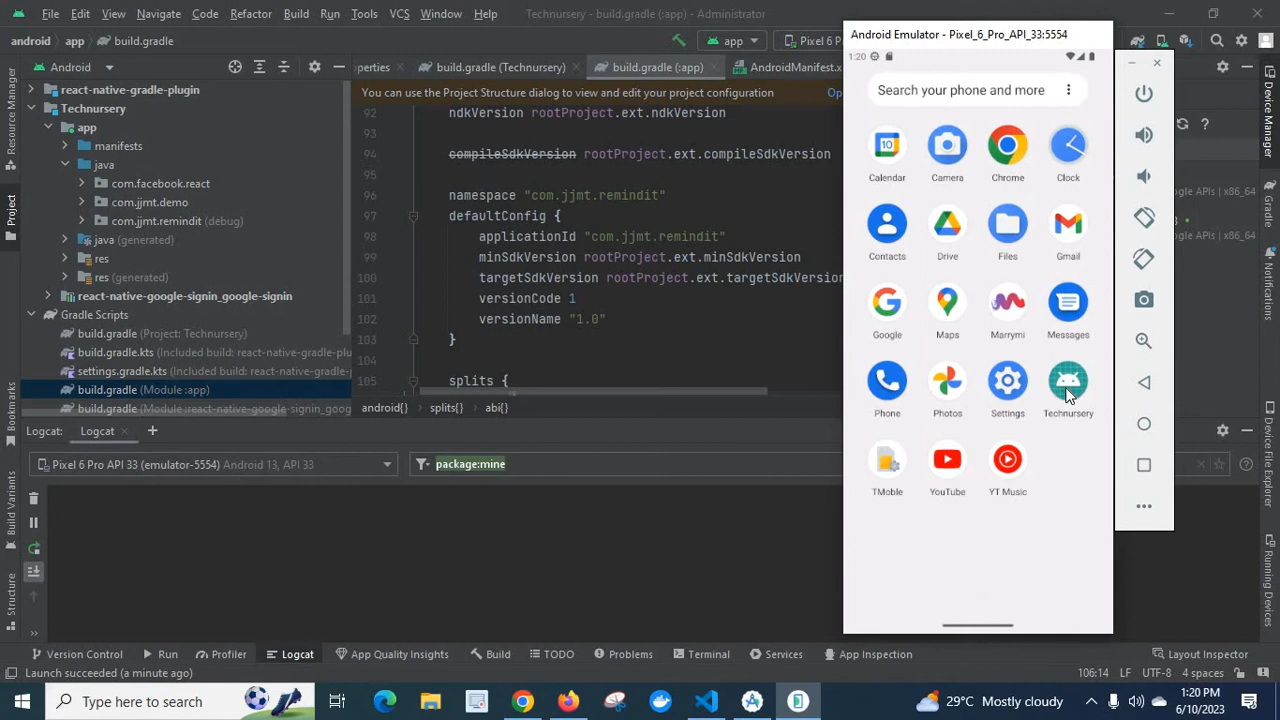 File Edit View Navigate Code Refactor Build Run Tools VCS Window Help Technursery - build.gradle (:app) - Administrator
android app build.gradle app Pixel 6 P
Android build.gradle (Technursery) build.gradle (:app) AndroidManifest.x
You can use the Project Structure dialog to view and edit your project configuration Op
Resource Manager
Project
Bookmarks
Build Variants
Structure
react-native-gradle-plugin
Technursery
app
manifests
java
com.facebook.react
com.jjmt.demo
com.jjmt.remindit (debug)
java (generated)
res
res (generated)
react-native-google-signin_google-signin
Gradle Scripts
build.gradle (Project: Technursery)
build.gradle.kts (Included build: react-native-gradle-plu
settings.gradle.kts (Included build: react-native-gradle-
build.gradle (Module :app)
build.gradle (Module :react-native-google-signin_google
92 ndkVersion rootProject.ext.ndkVersion
93
94 compileSdkVersion rootProject.ext.compileSdkVersion
95
96 namespace "com.jjmt.remindit"
97 defaultConfig {
98 applicationId "com.jjmt.remindit"
99 minSdkVersion rootProject.ext.minSdkVersion
100 targetSdkVersion rootProject.ext.targetSdkVersion
101 versionCode 1
102 versionName "1.0"
103 }
104
105 splits {
android{} splits{} abi{}
Logcat: Logcat
Pixel 6 Pro API 33 (emulator-5554) Android 13, API 33
package:mine
Android Emulator - Pixel_6_Pro_API_33:5554
1:20
Search your phone and more
10
Calendar Camera Chrome Clock
Contacts Drive Files Gmail
Google Maps Marrymi Messages
Phone Photos Settings Technursery
TMoble YouTube YT Music
Device Manager
Gradle
Notifications
Device File Explorer
Running Devices
ogle APIs | x86_64
ogle APIs | x86_64
Version Control Run Profiler Logcat App Quality Insights Build TODO Problems Terminal Services App Inspection Layout Inspector
Launch succeeded (a minute ago) 106:14 LF UTF-8 4 spaces
Type here to search 29°C Mostly cloudy 1:20 PM
6/10/2023